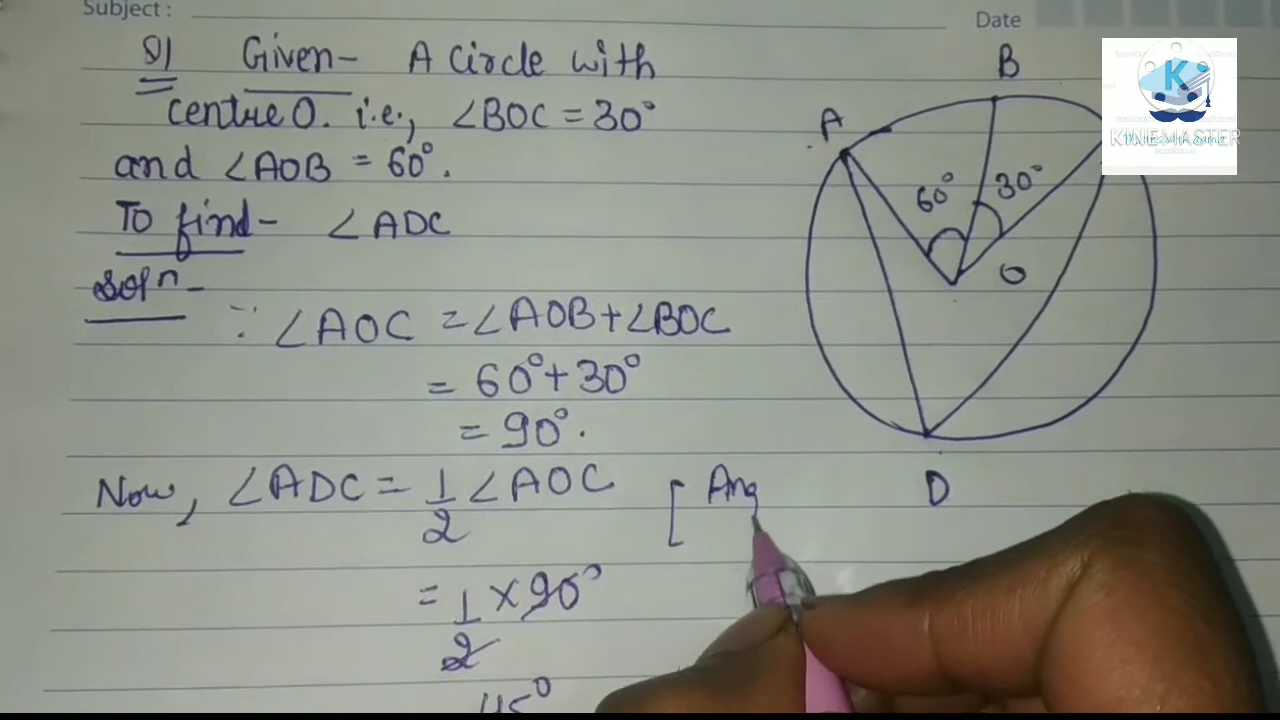 Subject :
Date
Q1 Given- A Circle with
centre O. i.e., ∠BOC = 30°
and ∠AOB = 60°.
To find- ∠ADC
Solⁿ-
∵ ∠AOC = ∠AOB + ∠BOC
= 60° + 30°
= 90°.
Now, ∠ADC = 1/2 ∠AOC [ Ang
= 1/2 × 90°
45°
B
A
60° 30°
O
D
K
KINEMASTER